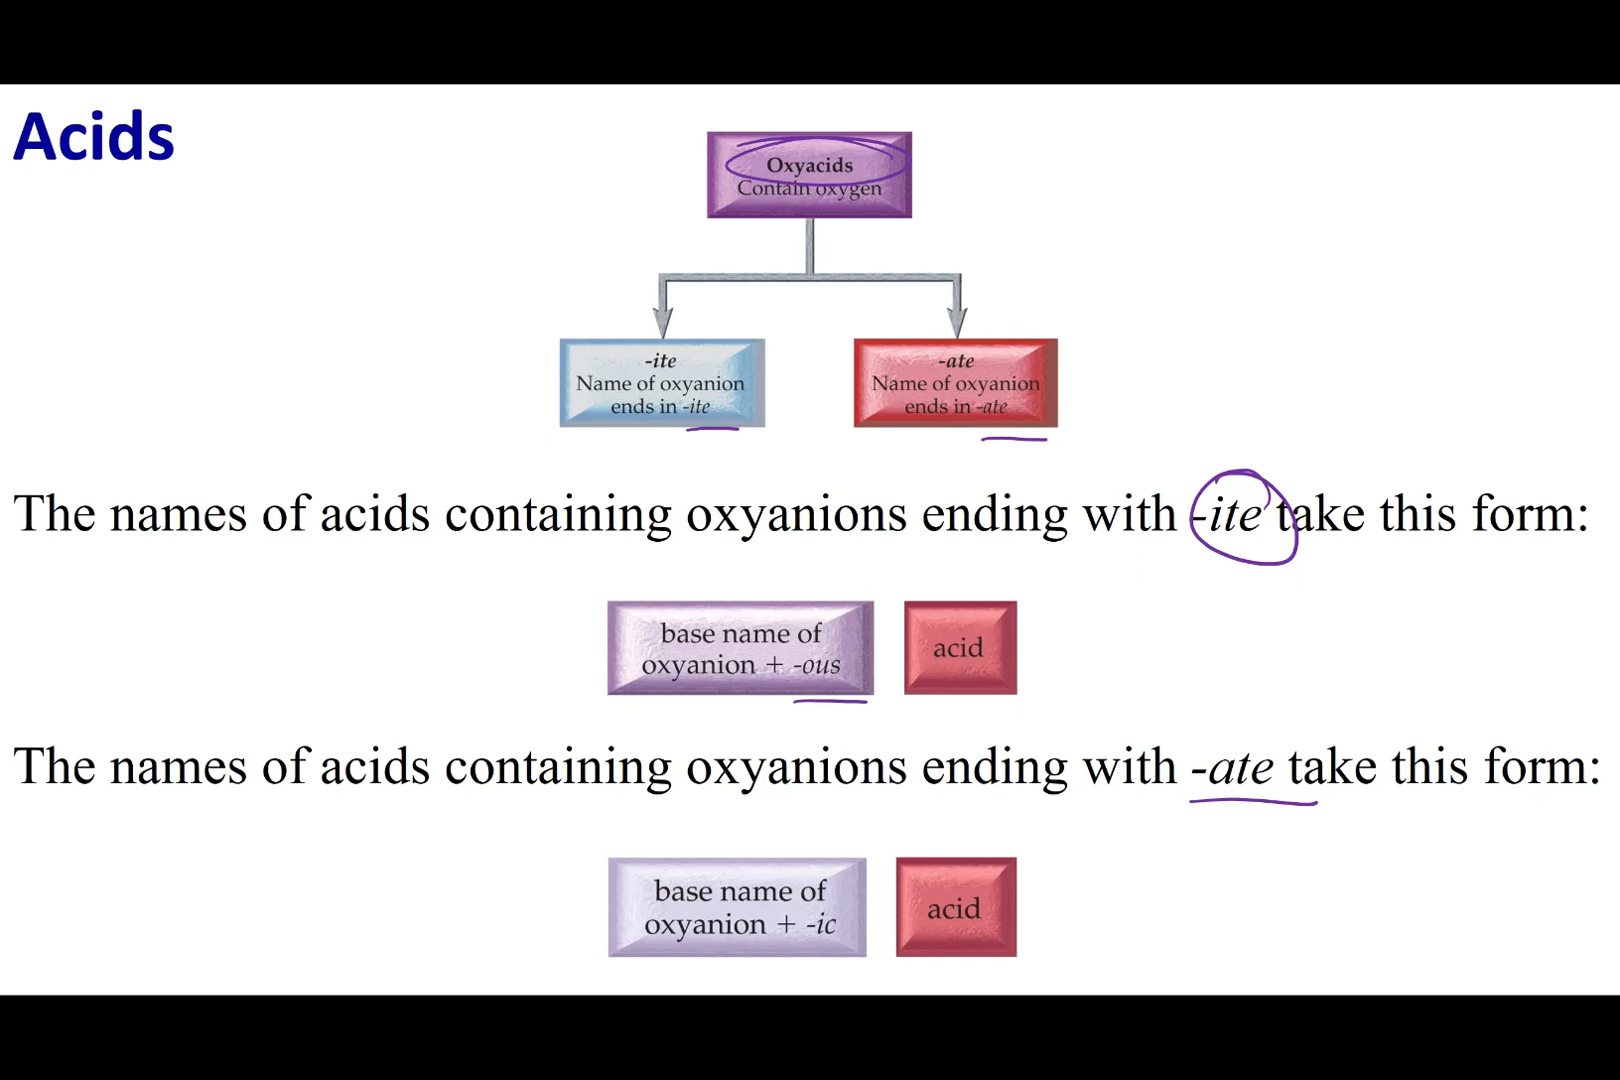 Acids
Oxyacids
Contain oxygen
-ite
Name of oxyanion
ends in -ite
-ate
Name of oxyanion
ends in -ate
The names of acids containing oxyanions ending with -ite take this form:
base name of
oxyanion + -ous
acid
The names of acids containing oxyanions ending with -ate take this form:
base name of
oxyanion + -ic
acid